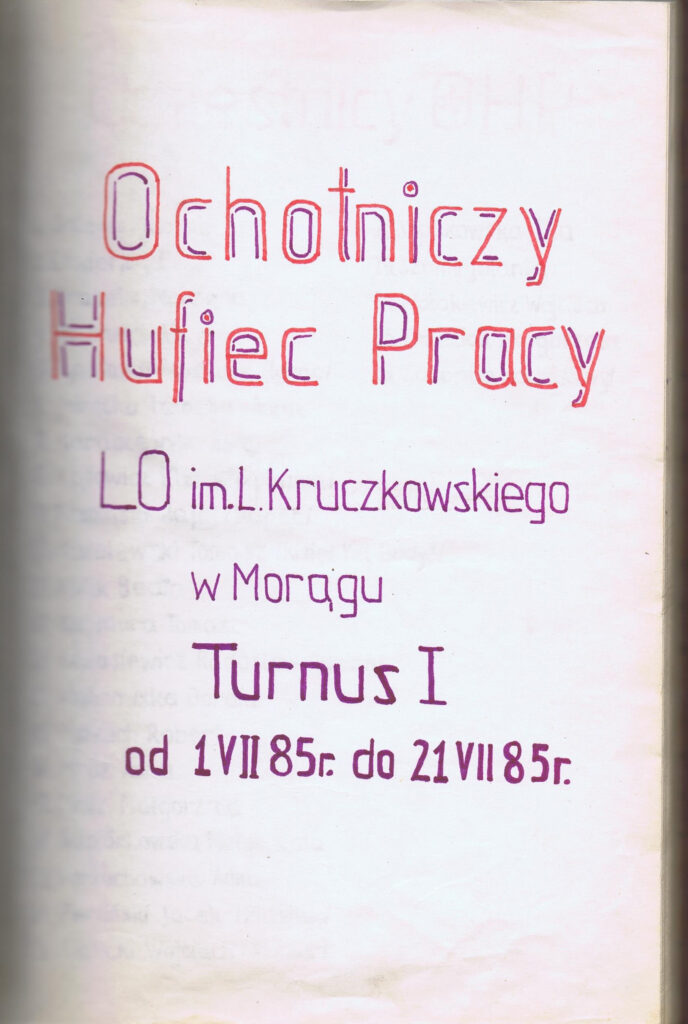 Ochotniczy
Hufiec Pracy
LO im. L. Kruczkowskiego
w Morągu
Turnus I
od 1 VII 85r. do 21 VII 85r.